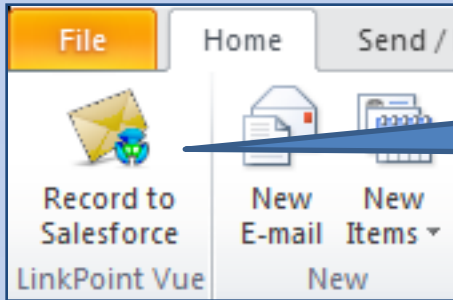 File Home Send /
Record to Salesforce
New E-mail
New Items
LinkPoint Vue New